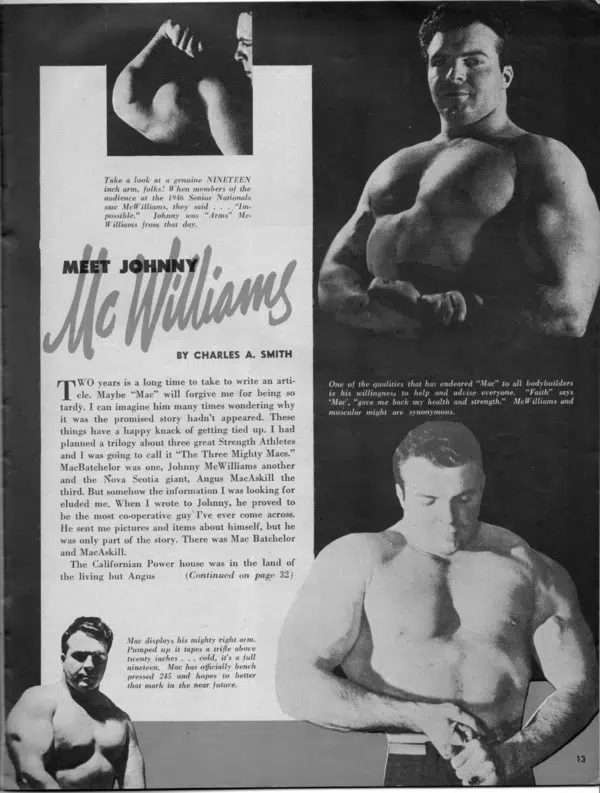 Take a look at a genuine NINETEEN
inch arm, folks! When members of the
audience at the 1946 Senior Nationals
saw McWilliams, they said . . . "Im-
possible." Johnny was "Arms" Mc-
Williams from that day.
MEET JOHNNY
McWilliams
BY CHARLES A. SMITH
TWO years is a long time to take to write an arti-
cle. Maybe "Mac" will forgive me for being so
tardy. I can imagine him many times wondering why
it was the promised story hadn't appeared. These
things have a happy knack of getting tied up. I had
planned a trilogy about three great Strength Athletes
and I was going to call it "The Three Mighty Macs."
MacBatchelor was one, Johnny McWilliams another
and the Nova Scotia giant, Angus MacAskill the
third. But somehow the information I was looking for
eluded me. When I wrote to Johnny, he proved to
be the most co-operative guy I've ever come across.
He sent me pictures and items about himself, but he
was only part of the story. There was Mac Batchelor
and MacAskill.
The Californian Power house was in the land of
the living but Angus (Continued on page 32)
One of the qualities that has endeared "Mac" to all bodybuilders
is his willingness to help and advise everyone. "Faith" says
'Mac', "gave me back my health and strength." McWilliams and
muscular might are synonymous.
Mac displays his mighty right arm.
Pumped up it tapes a trifle above
twenty inches . . . cold, it's a full
nineteen. Mac has officially bench
pressed 245 and hopes to better
that mark in the near future.
13